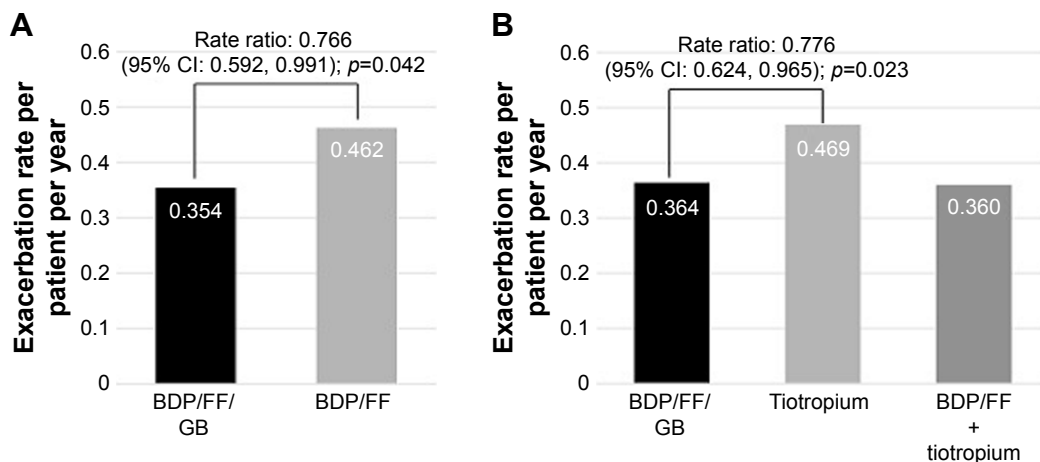 A
Exacerbation rate per
patient per year
Rate ratio: 0.766
(95% CI: 0.592, 0.991); p=0.042
0.6
0.5
0.4
0.3
0.2
0.1
0
0.354
0.462
BDP/FF/
GB
BDP/FF
B
Exacerbation rate per
patient per year
Rate ratio: 0.776
(95% CI: 0.624, 0.965); p=0.023
0.6
0.5
0.4
0.3
0.2
0.1
0
0.364
0.469
0.360
BDP/FF/
GB
Tiotropium
BDP/FF
+
tiotropium